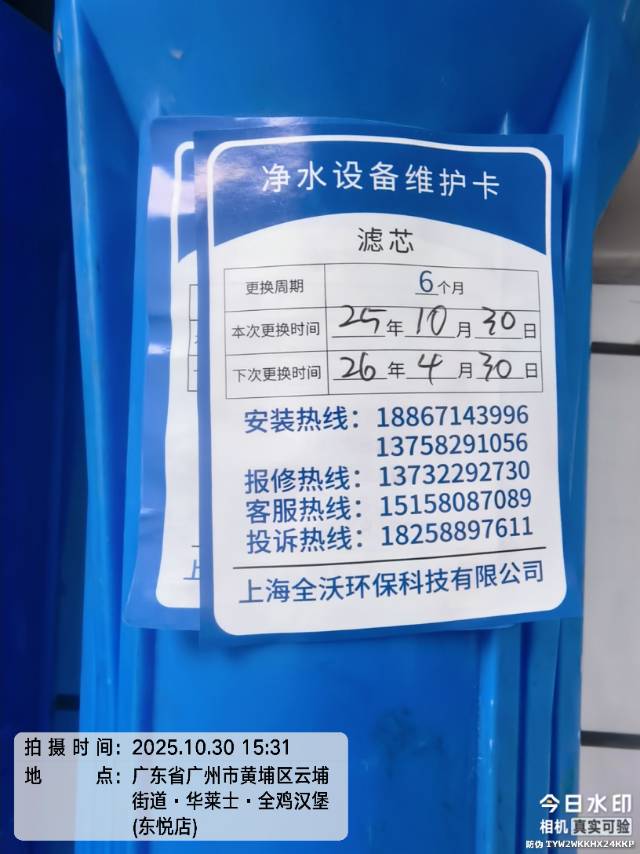 净水设备维护卡
滤芯
更换周期 6个月
本次更换时间 25年10月30日
下次更换时间 26年4月30日
安装热线：18867143996
13758291056
报修热线：13732292730
客服热线：15158087089
投诉热线：18258897611
上海全沃环保科技有限公司
上
拍摄时间：2025.10.30 15:31
地点：广东省广州市黄埔区云埔
街道·华莱士·全鸡汉堡
(东悦店)
今日水印
相机 真实可验
防伪 TYW2WKKHX24KKP